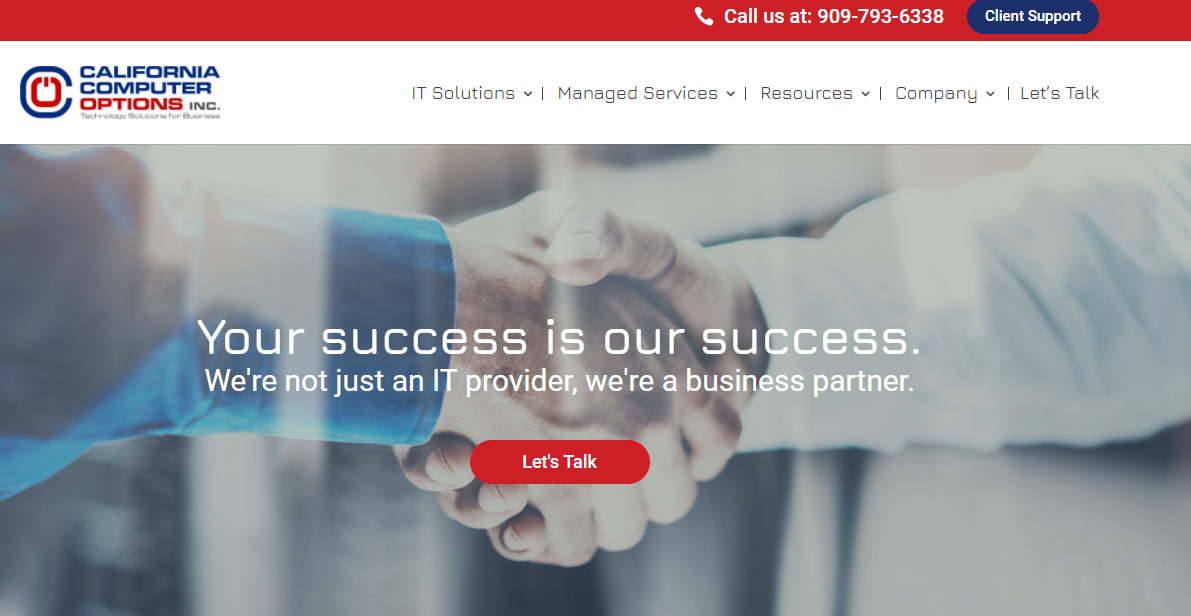 Call us at: 909-793-6338
Client Support
CALIFORNIA
COMPUTER
OPTIONS INC.
Technology Solutions for Business
IT Solutions
Managed Services
Resources
Company
Let's Talk
Your success is our success.
We're not just an IT provider, we're a business partner.
Let's Talk